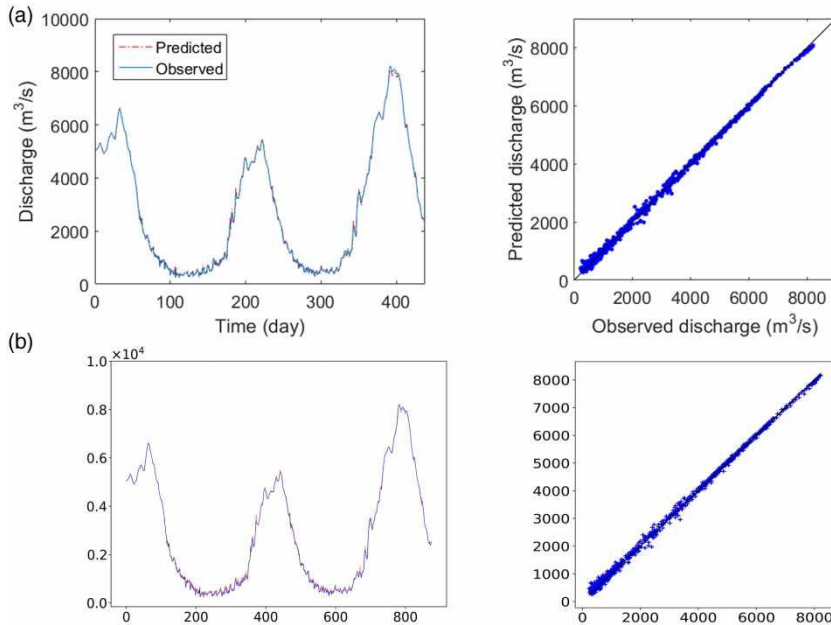 (a)
10000
8000
6000
4000
2000
0
Discharge (m³/s)
Predicted
Observed
0 100 200 300 400
Time (day)
8000
6000
4000
2000
0
Predicted discharge (m³/s)
0 2000 4000 6000 8000
Observed discharge (m³/s)
(b)
1.0 ×10⁴
0.8
0.6
0.4
0.2
0.0
0 200 400 600 800
8000
7000
6000
5000
4000
3000
2000
1000
0
0 2000 4000 6000 8000